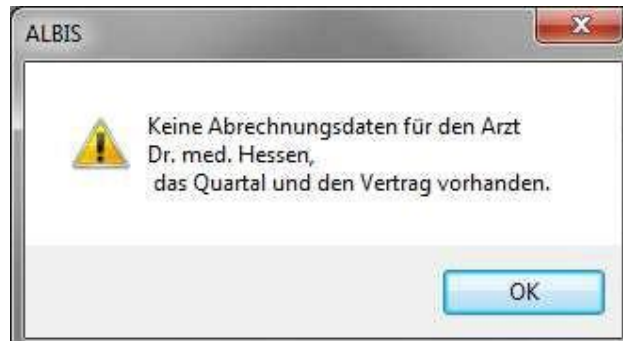 ALBIS
Keine Abrechnungsdaten für den Arzt
Dr. med. Hessen,
das Quartal und den Vertrag vorhanden.
OK